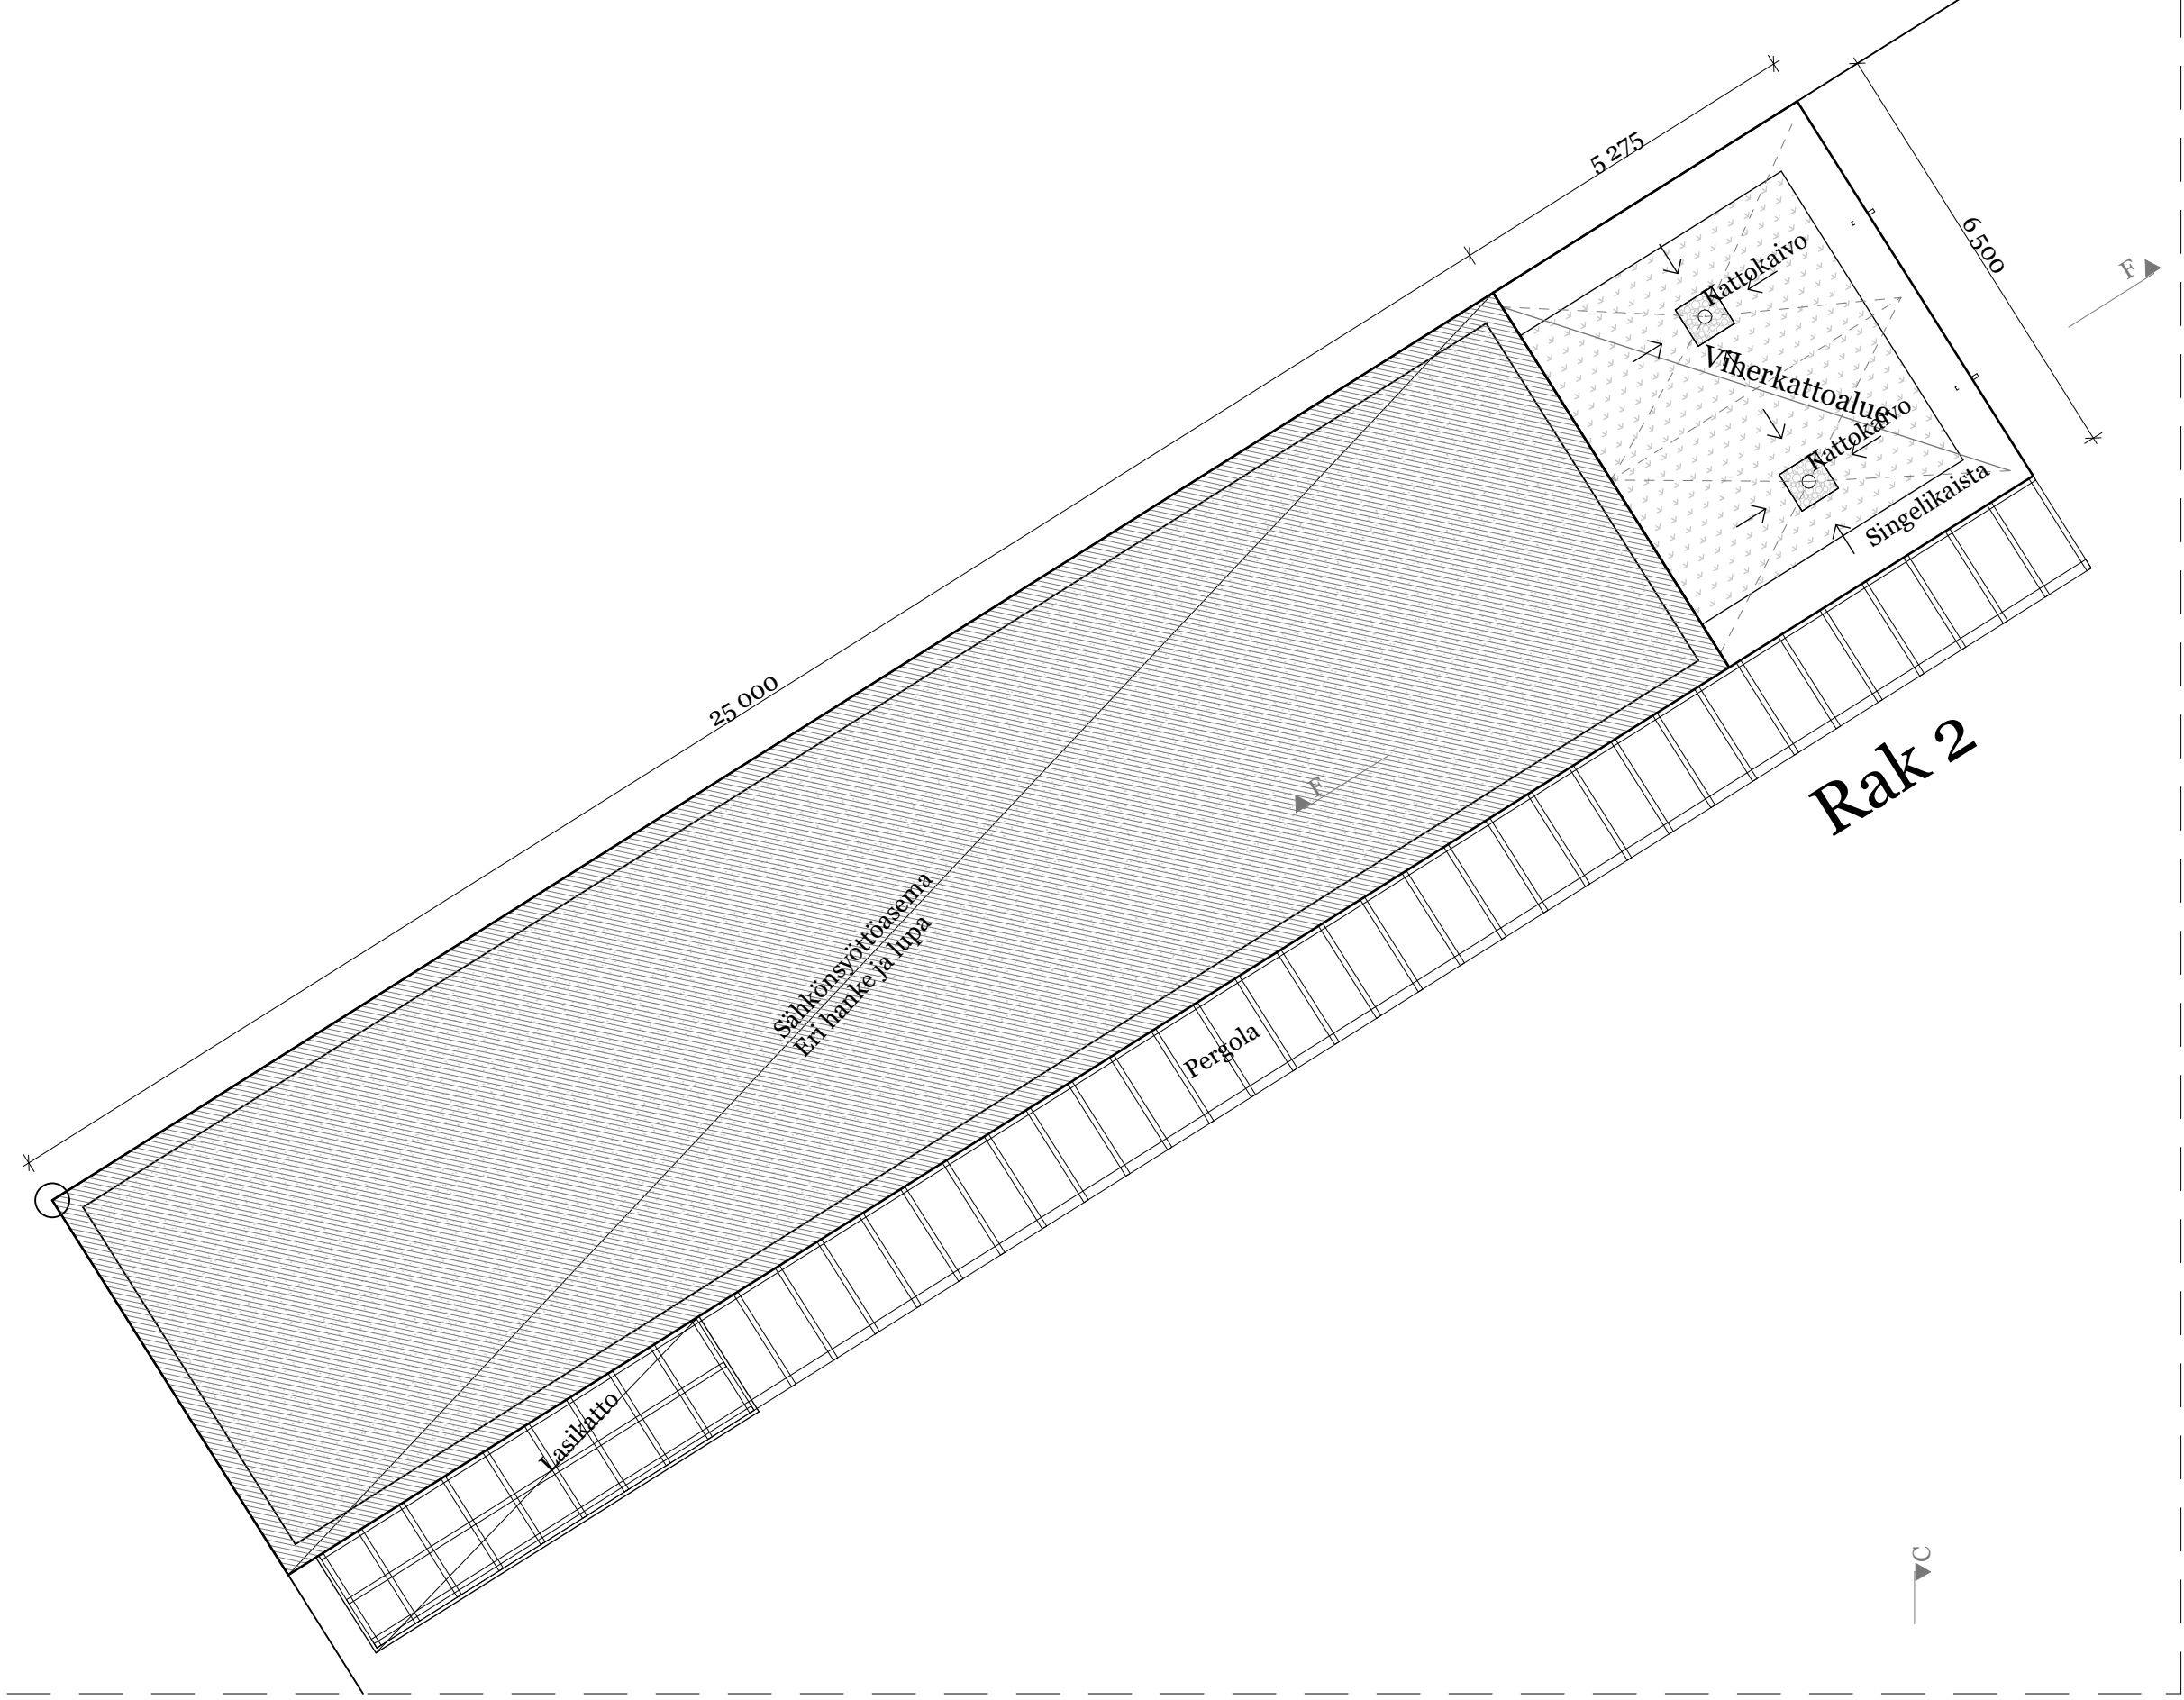 5 275
6 500
F
Kattokaivo
Viherkattoalue
Kattokaivo
Singelikaista
25 000
Rak 2
F
Sähkönsyöttöasema
Eri hanke ja lupa
Pergola
Lasikatto
C